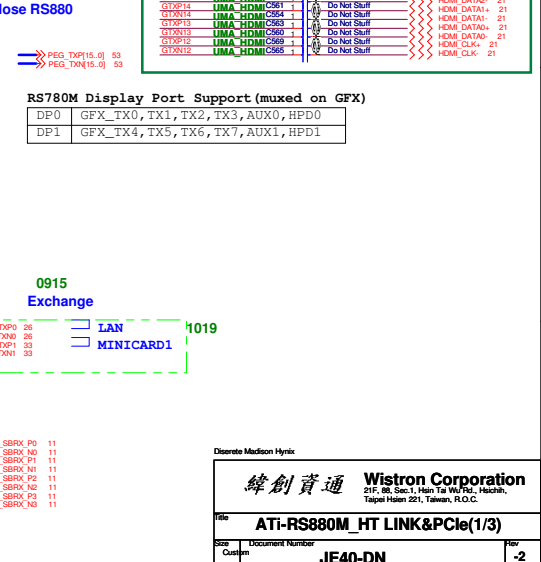 lose RS880
PEG_TXP[15..0] 53
PEG_TXN[15..0] 53
HDMI_DATA2- 21
GTXP14 UMA_HDMI C561 1 Do Not Stuff HDMI_DATA1+ 21
GTXN14 UMA_HDMI C554 1 Do Not Stuff HDMI_DATA1- 21
GTXP13 UMA_HDMI C563 1 Do Not Stuff HDMI_DATA0+ 21
GTXN13 UMA_HDMI C560 1 Do Not Stuff HDMI_DATA0- 21
GTXP12 UMA_HDMI C569 1 Do Not Stuff HDMI_CLK+ 21
GTXN12 UMA_HDMI C565 1 Do Not Stuff HDMI_CLK- 21
RS780M Display Port Support(muxed on GFX)
DP0 GFX_TX0,TX1,TX2,TX3,AUX0,HPD0
DP1 GFX_TX4,TX5,TX6,TX7,AUX1,HPD1
0915
Exchange
TXP0 26
TXN0 26
TXP1 33
TXN1 33
LAN
MINICARD1
1019
SBRX_P0 11
SBRX_N0 11
SBRX_P1 11
SBRX_N1 11
SBRX_P2 11
SBRX_N2 11
SBRX_P3 11
SBRX_N3 11
Diserete Madison Hynix
緯創資通
Wistron Corporation
21F, 88, Sec.1, Hsin Tai Wu Rd., Hsichih,
Taipei Hsien 221, Taiwan, R.O.C.
Title
ATi-RS880M_HT LINK&PCIe(1/3)
Size Document Number Rev
Custom JE40-DN -2